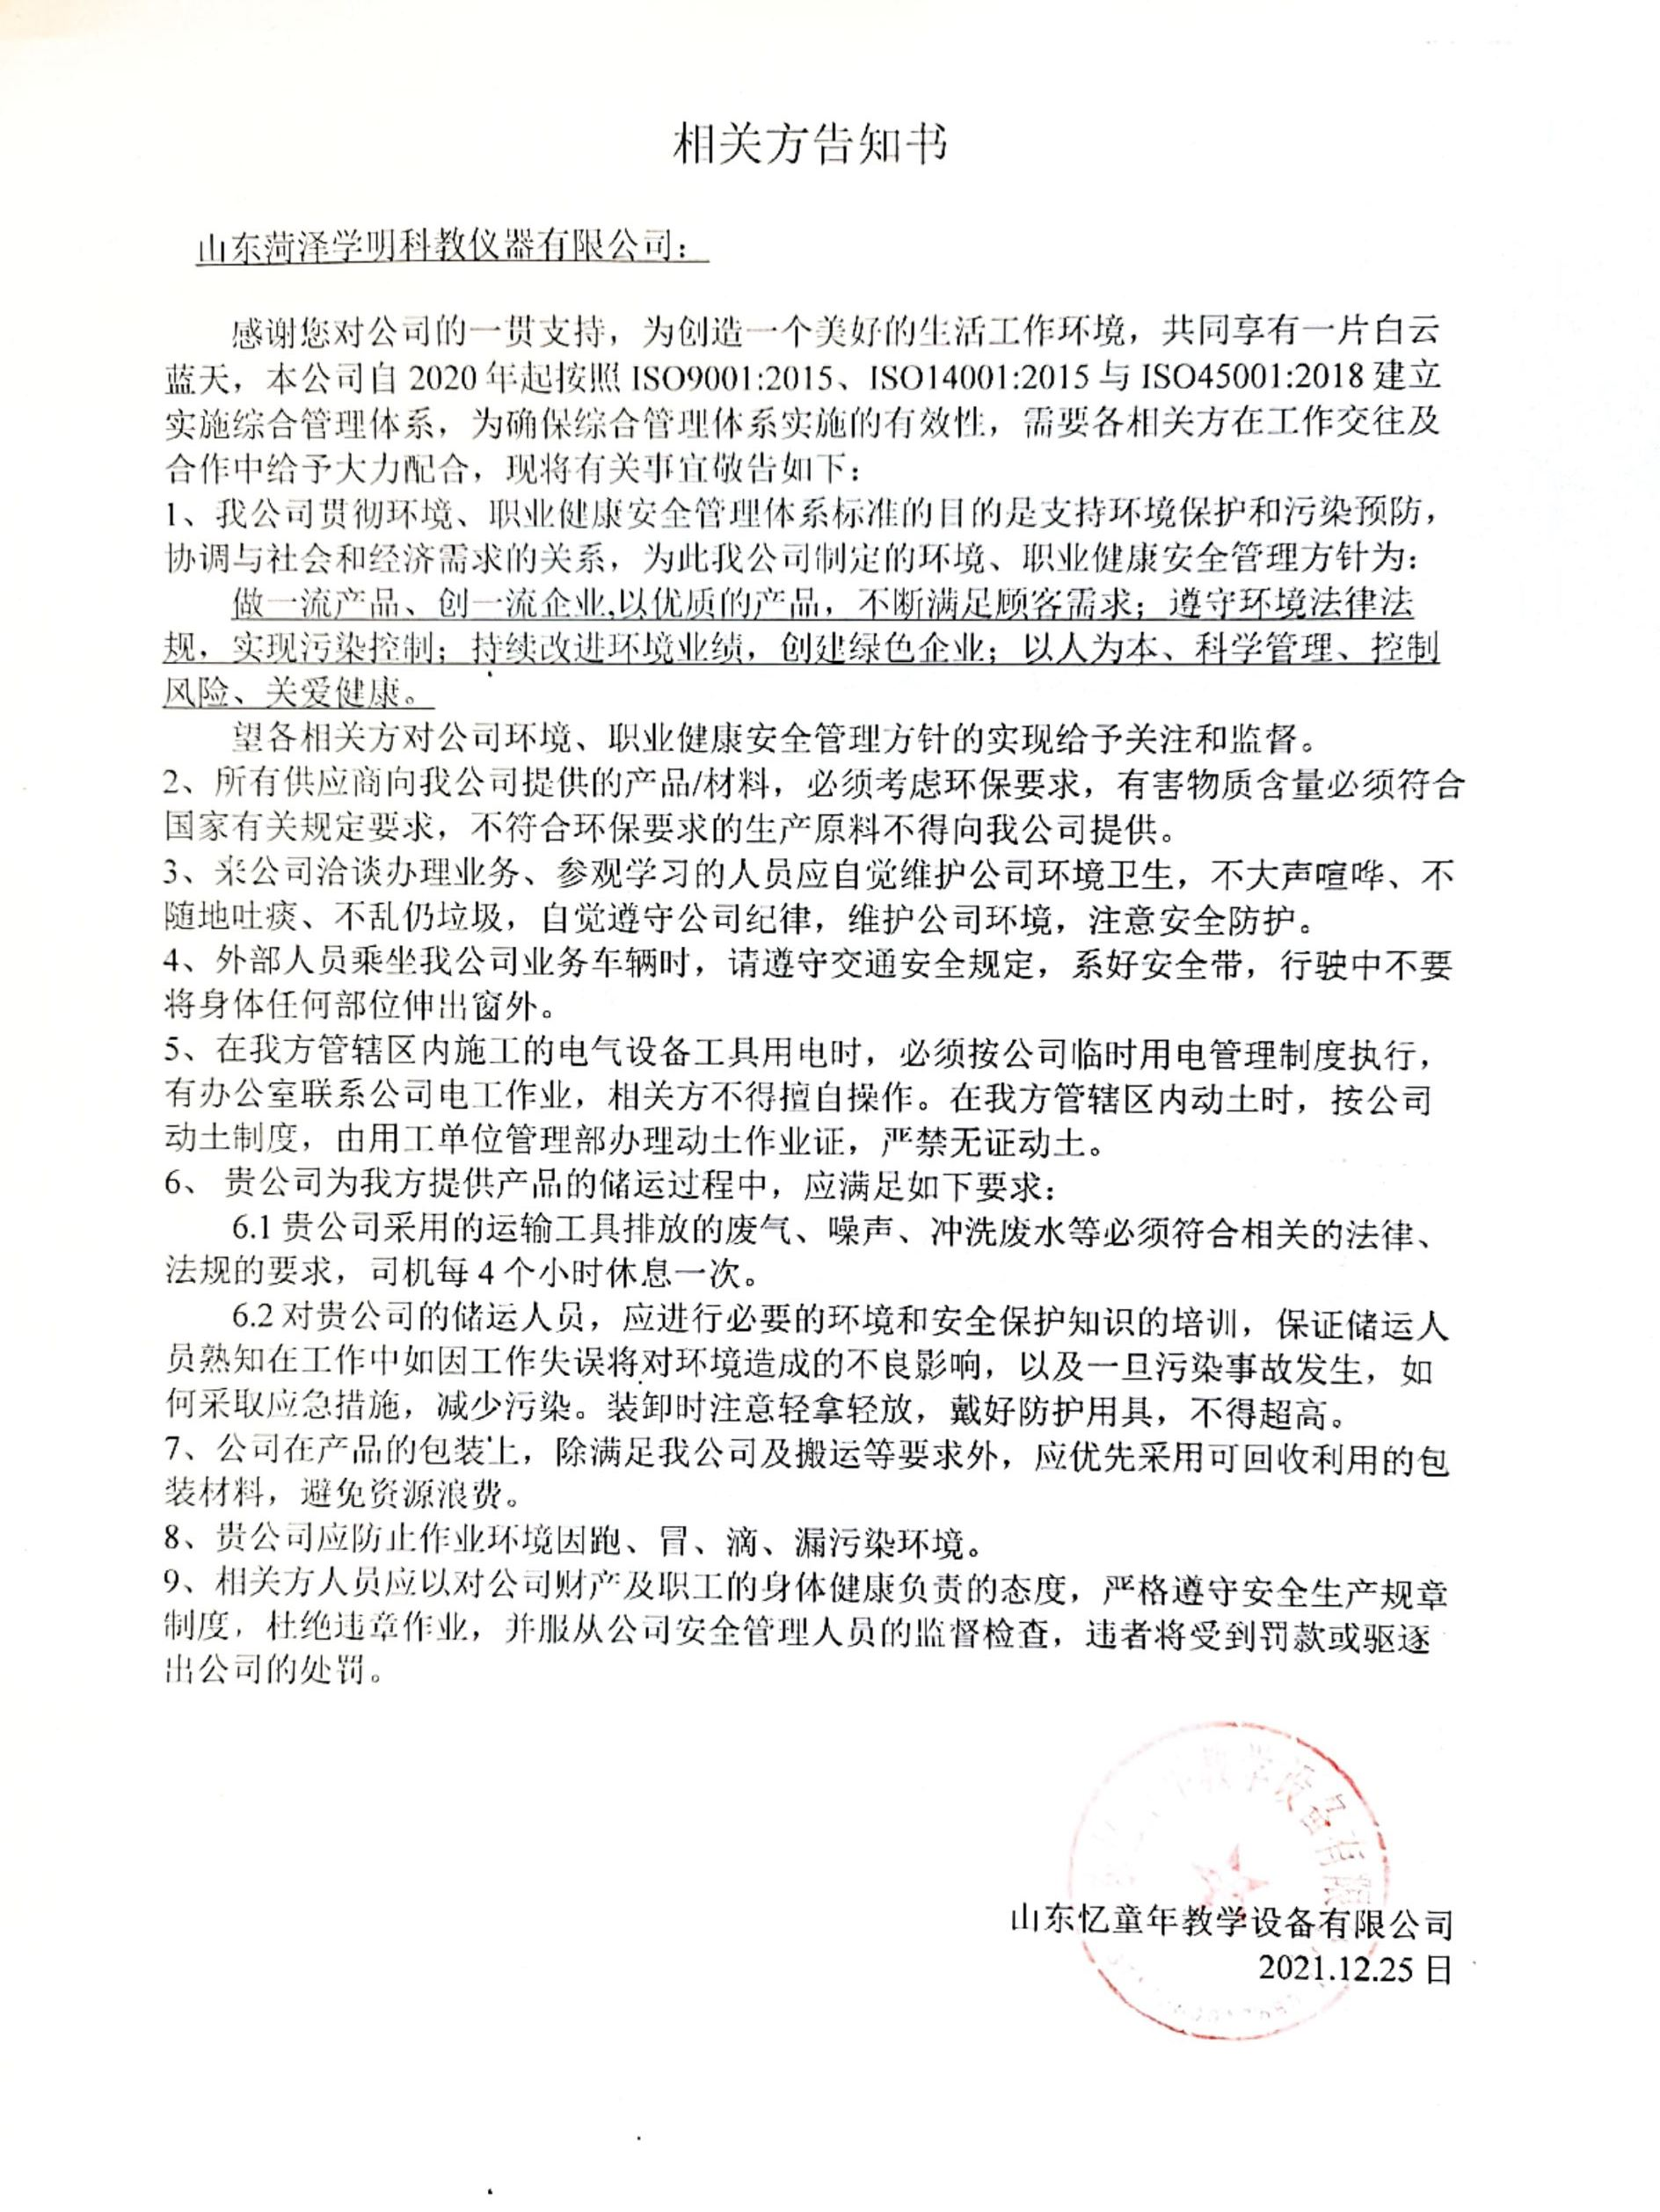 相关方告知书
山东菏泽学明科教仪器有限公司：
感谢您对公司的一贯支持，为创造一个美好的生活工作环境，共同享有一片白云
蓝天，本公司自 2020 年起按照 ISO9001:2015、ISO14001:2015 与 ISO45001:2018 建立
实施综合管理体系，为确保综合管理体系实施的有效性，需要各相关方在工作交往及
合作中给予大力配合，现将有关事宜敬告如下：
1、我公司贯彻环境、职业健康安全管理体系标准的目的是支持环境保护和污染预防，
协调与社会和经济需求的关系，为此我公司制定的环境、职业健康安全管理方针为：
做一流产品、创一流企业,以优质的产品，不断满足顾客需求；遵守环境法律法
规，实现污染控制；持续改进环境业绩，创建绿色企业；以人为本、科学管理、控制
风险、关爱健康。
望各相关方对公司环境、职业健康安全管理方针的实现给予关注和监督。
2、所有供应商向我公司提供的产品/材料，必须考虑环保要求，有害物质含量必须符合
国家有关规定要求，不符合环保要求的生产原料不得向我公司提供。
3、来公司洽谈办理业务、参观学习的人员应自觉维护公司环境卫生，不大声喧哗、不
随地吐痰、不乱仍垃圾，自觉遵守公司纪律，维护公司环境，注意安全防护。
4、外部人员乘坐我公司业务车辆时，请遵守交通安全规定，系好安全带，行驶中不要
将身体任何部位伸出窗外。
5、在我方管辖区内施工的电气设备工具用电时，必须按公司临时用电管理制度执行，
有办公室联系公司电工作业，相关方不得擅自操作。在我方管辖区内动土时，按公司
动土制度，由用工单位管理部办理动土作业证，严禁无证动土。
6、 贵公司为我方提供产品的储运过程中，应满足如下要求：
6.1 贵公司采用的运输工具排放的废气、噪声、冲洗废水等必须符合相关的法律、
法规的要求，司机每 4 个小时休息一次。
6.2 对贵公司的储运人员，应进行必要的环境和安全保护知识的培训，保证储运人
员熟知在工作中如因工作失误将对环境造成的不良影响，以及一旦污染事故发生，如
何采取应急措施，减少污染。装卸时注意轻拿轻放，戴好防护用具，不得超高。
7、公司在产品的包装上，除满足我公司及搬运等要求外，应优先采用可回收利用的包
装材料，避免资源浪费。
8、贵公司应防止作业环境因跑、冒、滴、漏污染环境。
9、相关方人员应以对公司财产及职工的身体健康负责的态度，严格遵守安全生产规章
制度，杜绝违章作业，并服从公司安全管理人员的监督检查，违者将受到罚款或驱逐
出公司的处罚。
教学设备有限
山东忆童年教学设备有限公司
2021.12.25 日